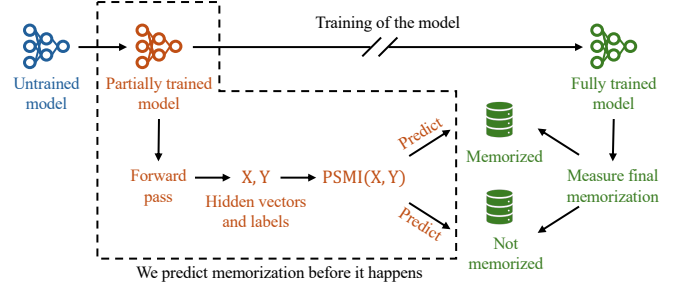 Training of the model
Untrained
model
Partially trained
model
Fully trained
model
Forward
pass
X, Y
Hidden vectors
and labels
PSMI(X, Y)
Predict
Predict
Memorized
Not
memorized
Measure final
memorization
We predict memorization before it happens